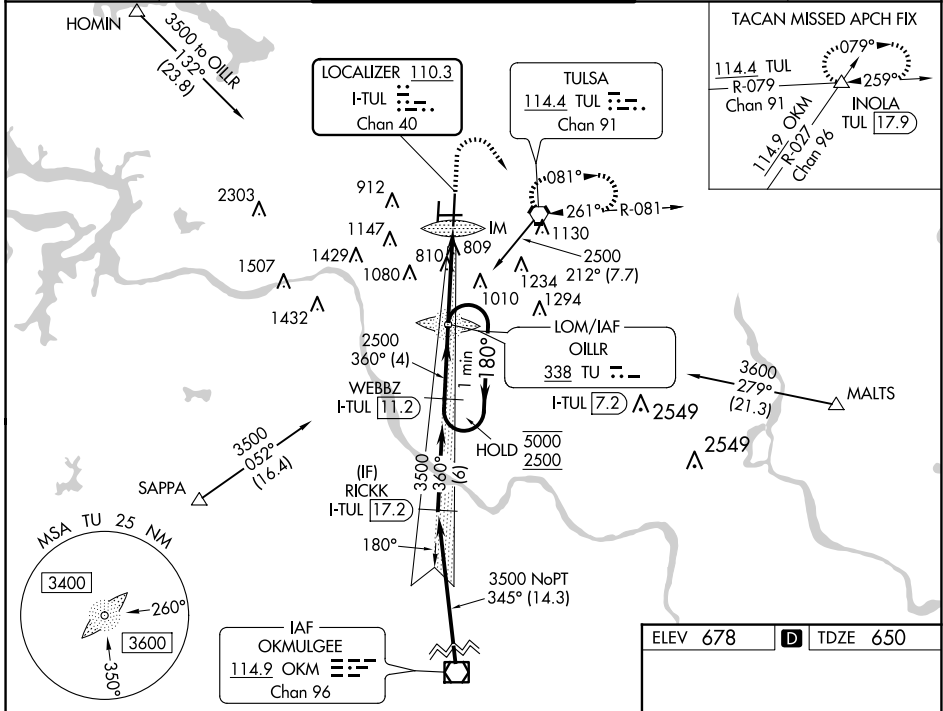 HOMIN
3500 to OILLR
132°
(23.8)
LOCALIZER 110.3
I-TUL
Chan 40
TULSA
114.4 TUL
Chan 91
TACAN MISSED APCH FIX
079°
114.4 TUL
R-079
Chan 91
259°
INOLA
TUL 17.9
114.9 OKM
R-027
Chan 96
2303
912
081°
261°
R-081
IM
1147
1130
1429
810
809
2500
212° (7.7)
1507
1080
1234
1010
1294
1432
LOM/IAF
OILLR
338 TU
I-TUL 7.2
2500
360° (4)
1 min
180°
WEBBZ
I-TUL 11.2
3600
279°
(21.3)
MALTS
2549
2549
HOLD
5000
2500
3500
052°
(16.4)
SAPPA
(IF)
RICKK
I-TUL 17.2
3500
360°
(6)
180°
MSA TU 25 NM
3400
260°
3600
350°
3500 NoPT
345° (14.3)
IAF
OKMULGEE
114.9 OKM
Chan 96
ELEV 678 D TDZE 650